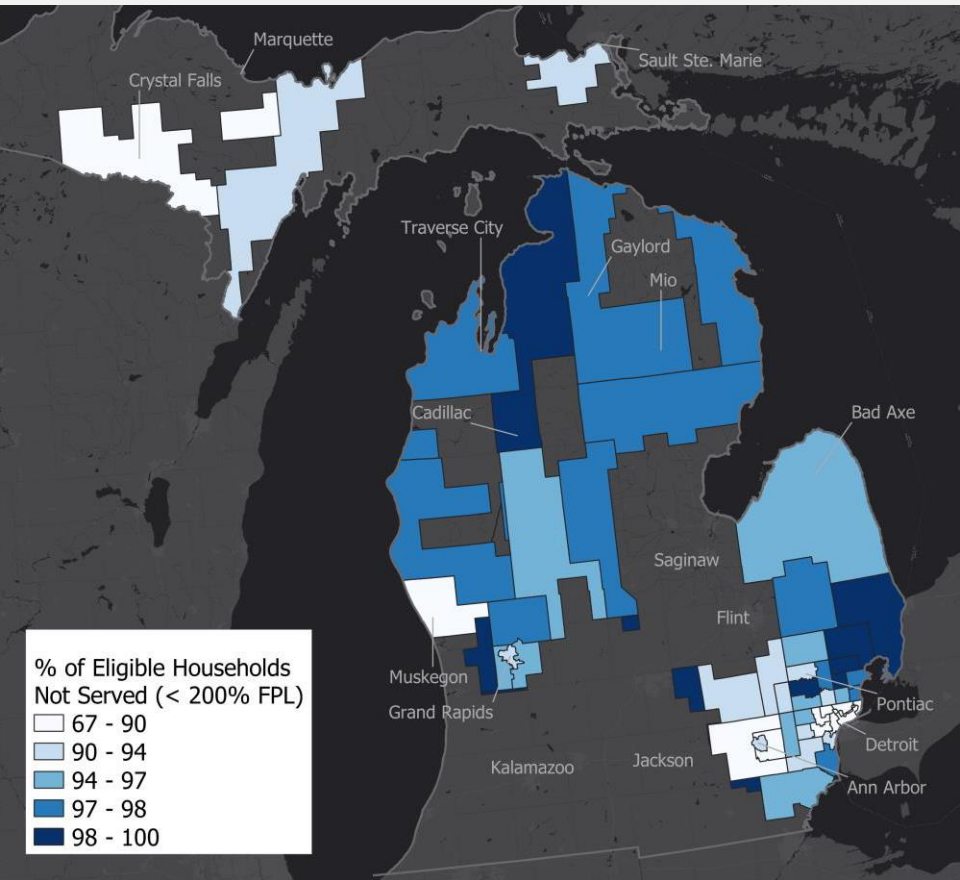 Marquette
Crystal Falls
Sault Ste. Marie
Traverse City
Gaylord
Mio
Cadillac
Bad Axe
Saginaw
Flint
Muskegon
Grand Rapids
Pontiac
Detroit
Kalamazoo
Jackson
Ann Arbor
% of Eligible Households
Not Served (< 200% FPL)
67 - 90
90 - 94
94 - 97
97 - 98
98 - 100